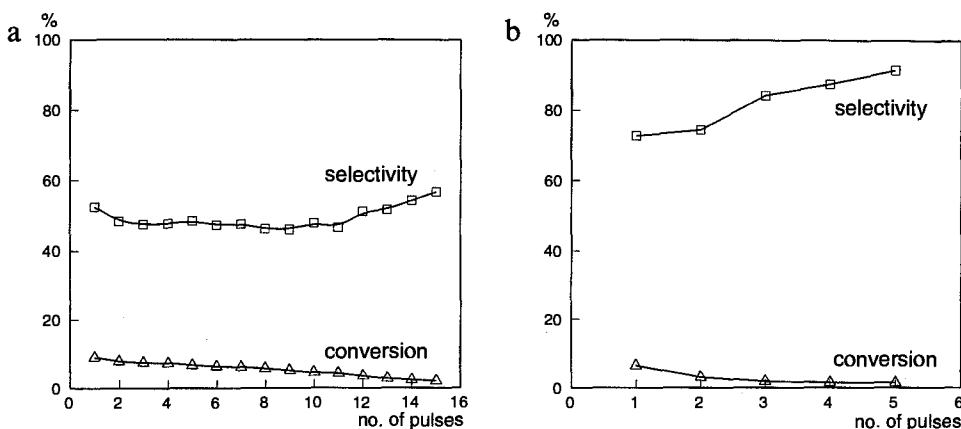 a
%
100
80
60
40
20
0
0 2 4 6 8 10 12 14 16
no. of pulses
selectivity
conversion
b
%
100
80
60
40
20
0
0 1 2 3 4 5 6
no. of pulses
selectivity
conversion